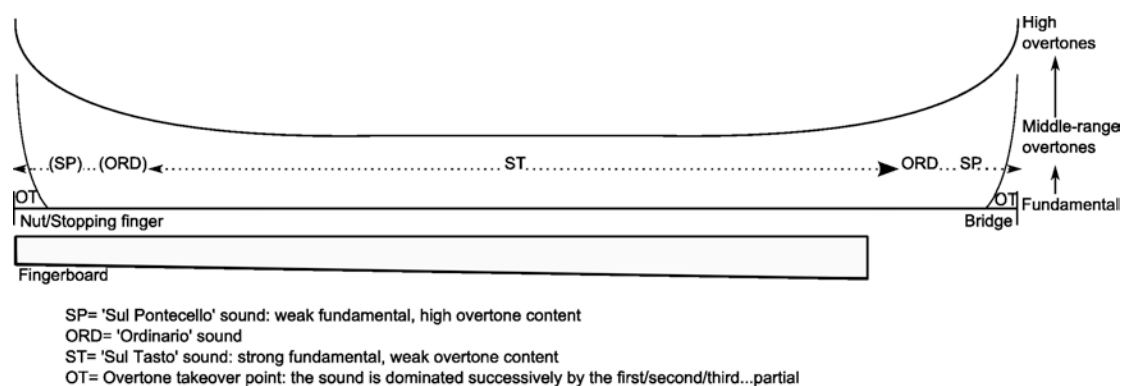 High
overtones
Middle-range
overtones
(SP)...(ORD) ST ORD... SP
OT OT Fundamental
Nut/Stopping finger Bridge
Fingerboard
SP= 'Sul Pontecello' sound: weak fundamental, high overtone content
ORD= 'Ordinario' sound
ST= 'Sul Tasto' sound: strong fundamental, weak overtone content
OT= Overtone takeover point: the sound is dominated successively by the first/second/third...partial